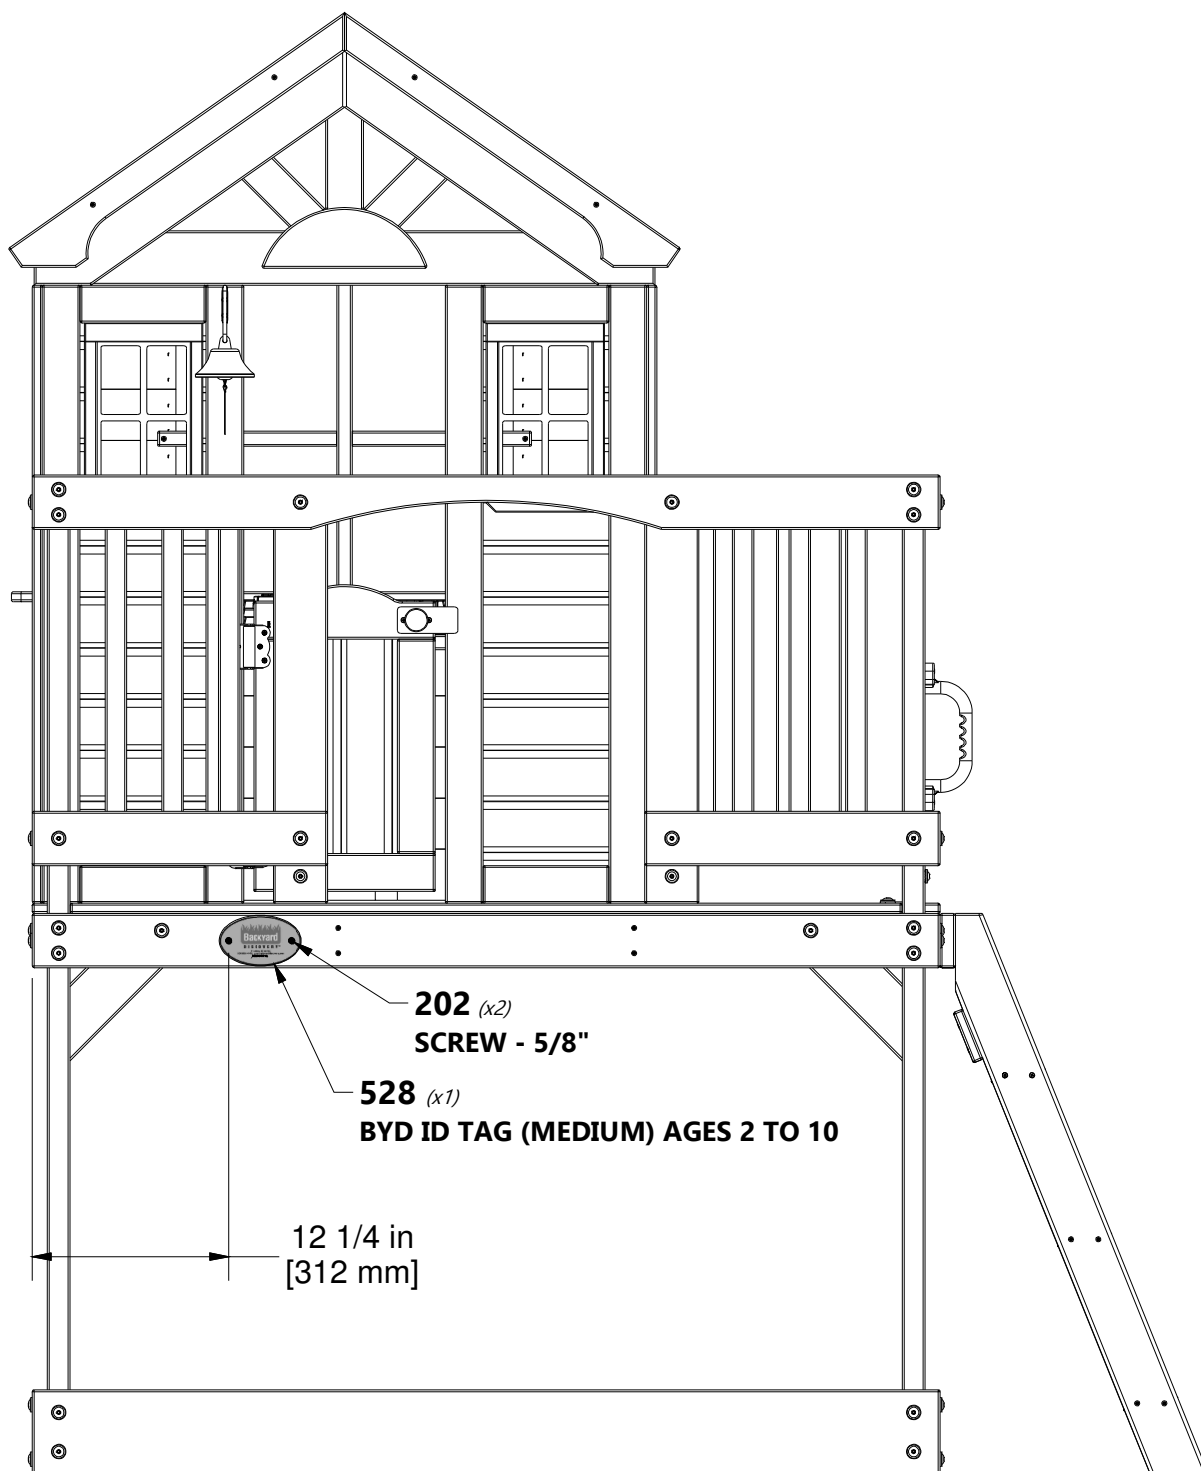 Backyard
DISCOVERY
202 (x2)
SCREW - 5/8"
528 (x1)
BYD ID TAG (MEDIUM) AGES 2 TO 10
12 1/4 in
[312 mm]